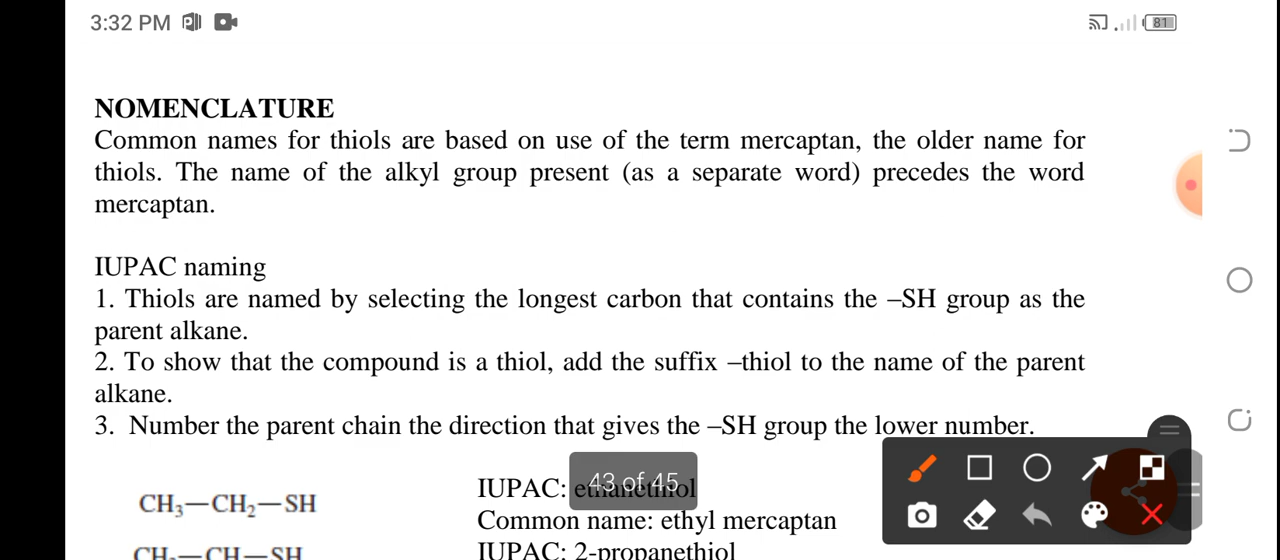 3:32 PM
81
NOMENCLATURE
Common names for thiols are based on use of the term mercaptan, the older name for
thiols. The name of the alkyl group present (as a separate word) precedes the word
mercaptan.
IUPAC naming
1. Thiols are named by selecting the longest carbon that contains the –SH group as the
parent alkane.
2. To show that the compound is a thiol, add the suffix –thiol to the name of the parent
alkane.
3. Number the parent chain the direction that gives the –SH group the lower number.
43 of 45
CH₃—CH₂—SH
IUPAC: ethanethiol
Common name: ethyl mercaptan
CH₃—CH—SH
IUPAC: 2-propanethiol